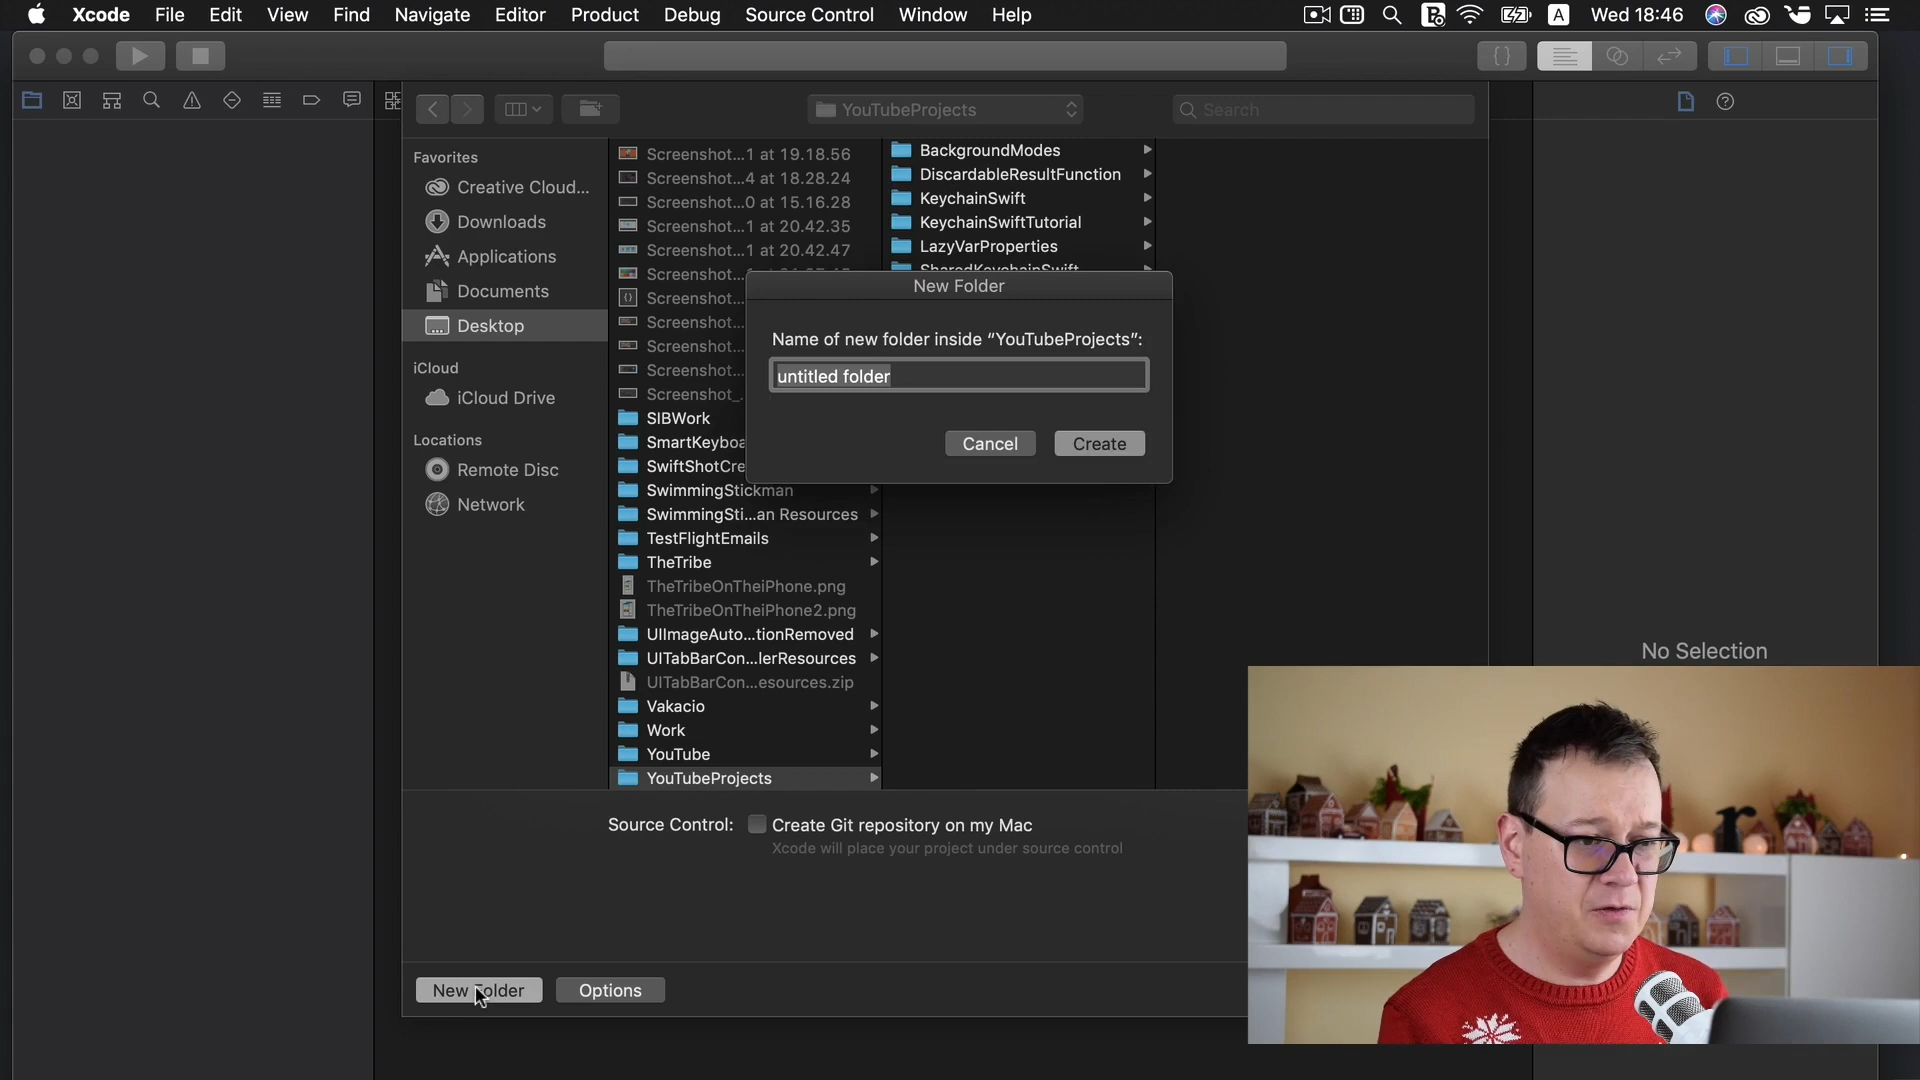 Xcode File Edit View Find Navigate Editor Product Debug Source Control Window Help
A Wed 18:46
YouTubeProjects
Search
Favorites
Creative Cloud...
Downloads
Applications
Documents
Desktop
iCloud
iCloud Drive
Locations
Remote Disc
Network
Screenshot...1 at 19.18.56
Screenshot...4 at 18.28.24
Screenshot...0 at 15.16.28
Screenshot...1 at 20.42.35
Screenshot...1 at 20.42.47
Screenshot...
Screenshot...
Screenshot...
Screenshot...
Screenshot...
Screenshot_
SIBWork
SmartKeyboa
SwiftShotCre
SwimmingStickman
SwimmingSti...an Resources
TestFlightEmails
TheTribe
TheTribeOnTheiPhone.png
TheTribeOnTheiPhone2.png
UIImageAuto...tionRemoved
UITabBarCon...lerResources
UITabBarCon...esources.zip
Vakacio
Work
YouTube
YouTubeProjects
BackgroundModes
DiscardableResultFunction
KeychainSwift
KeychainSwiftTutorial
LazyVarProperties
SharedKeychainSwift
New Folder
Name of new folder inside “YouTubeProjects”:
untitled folder
Cancel Create
Source Control: Create Git repository on my Mac
Xcode will place your project under source control
New Folder Options
No Selection